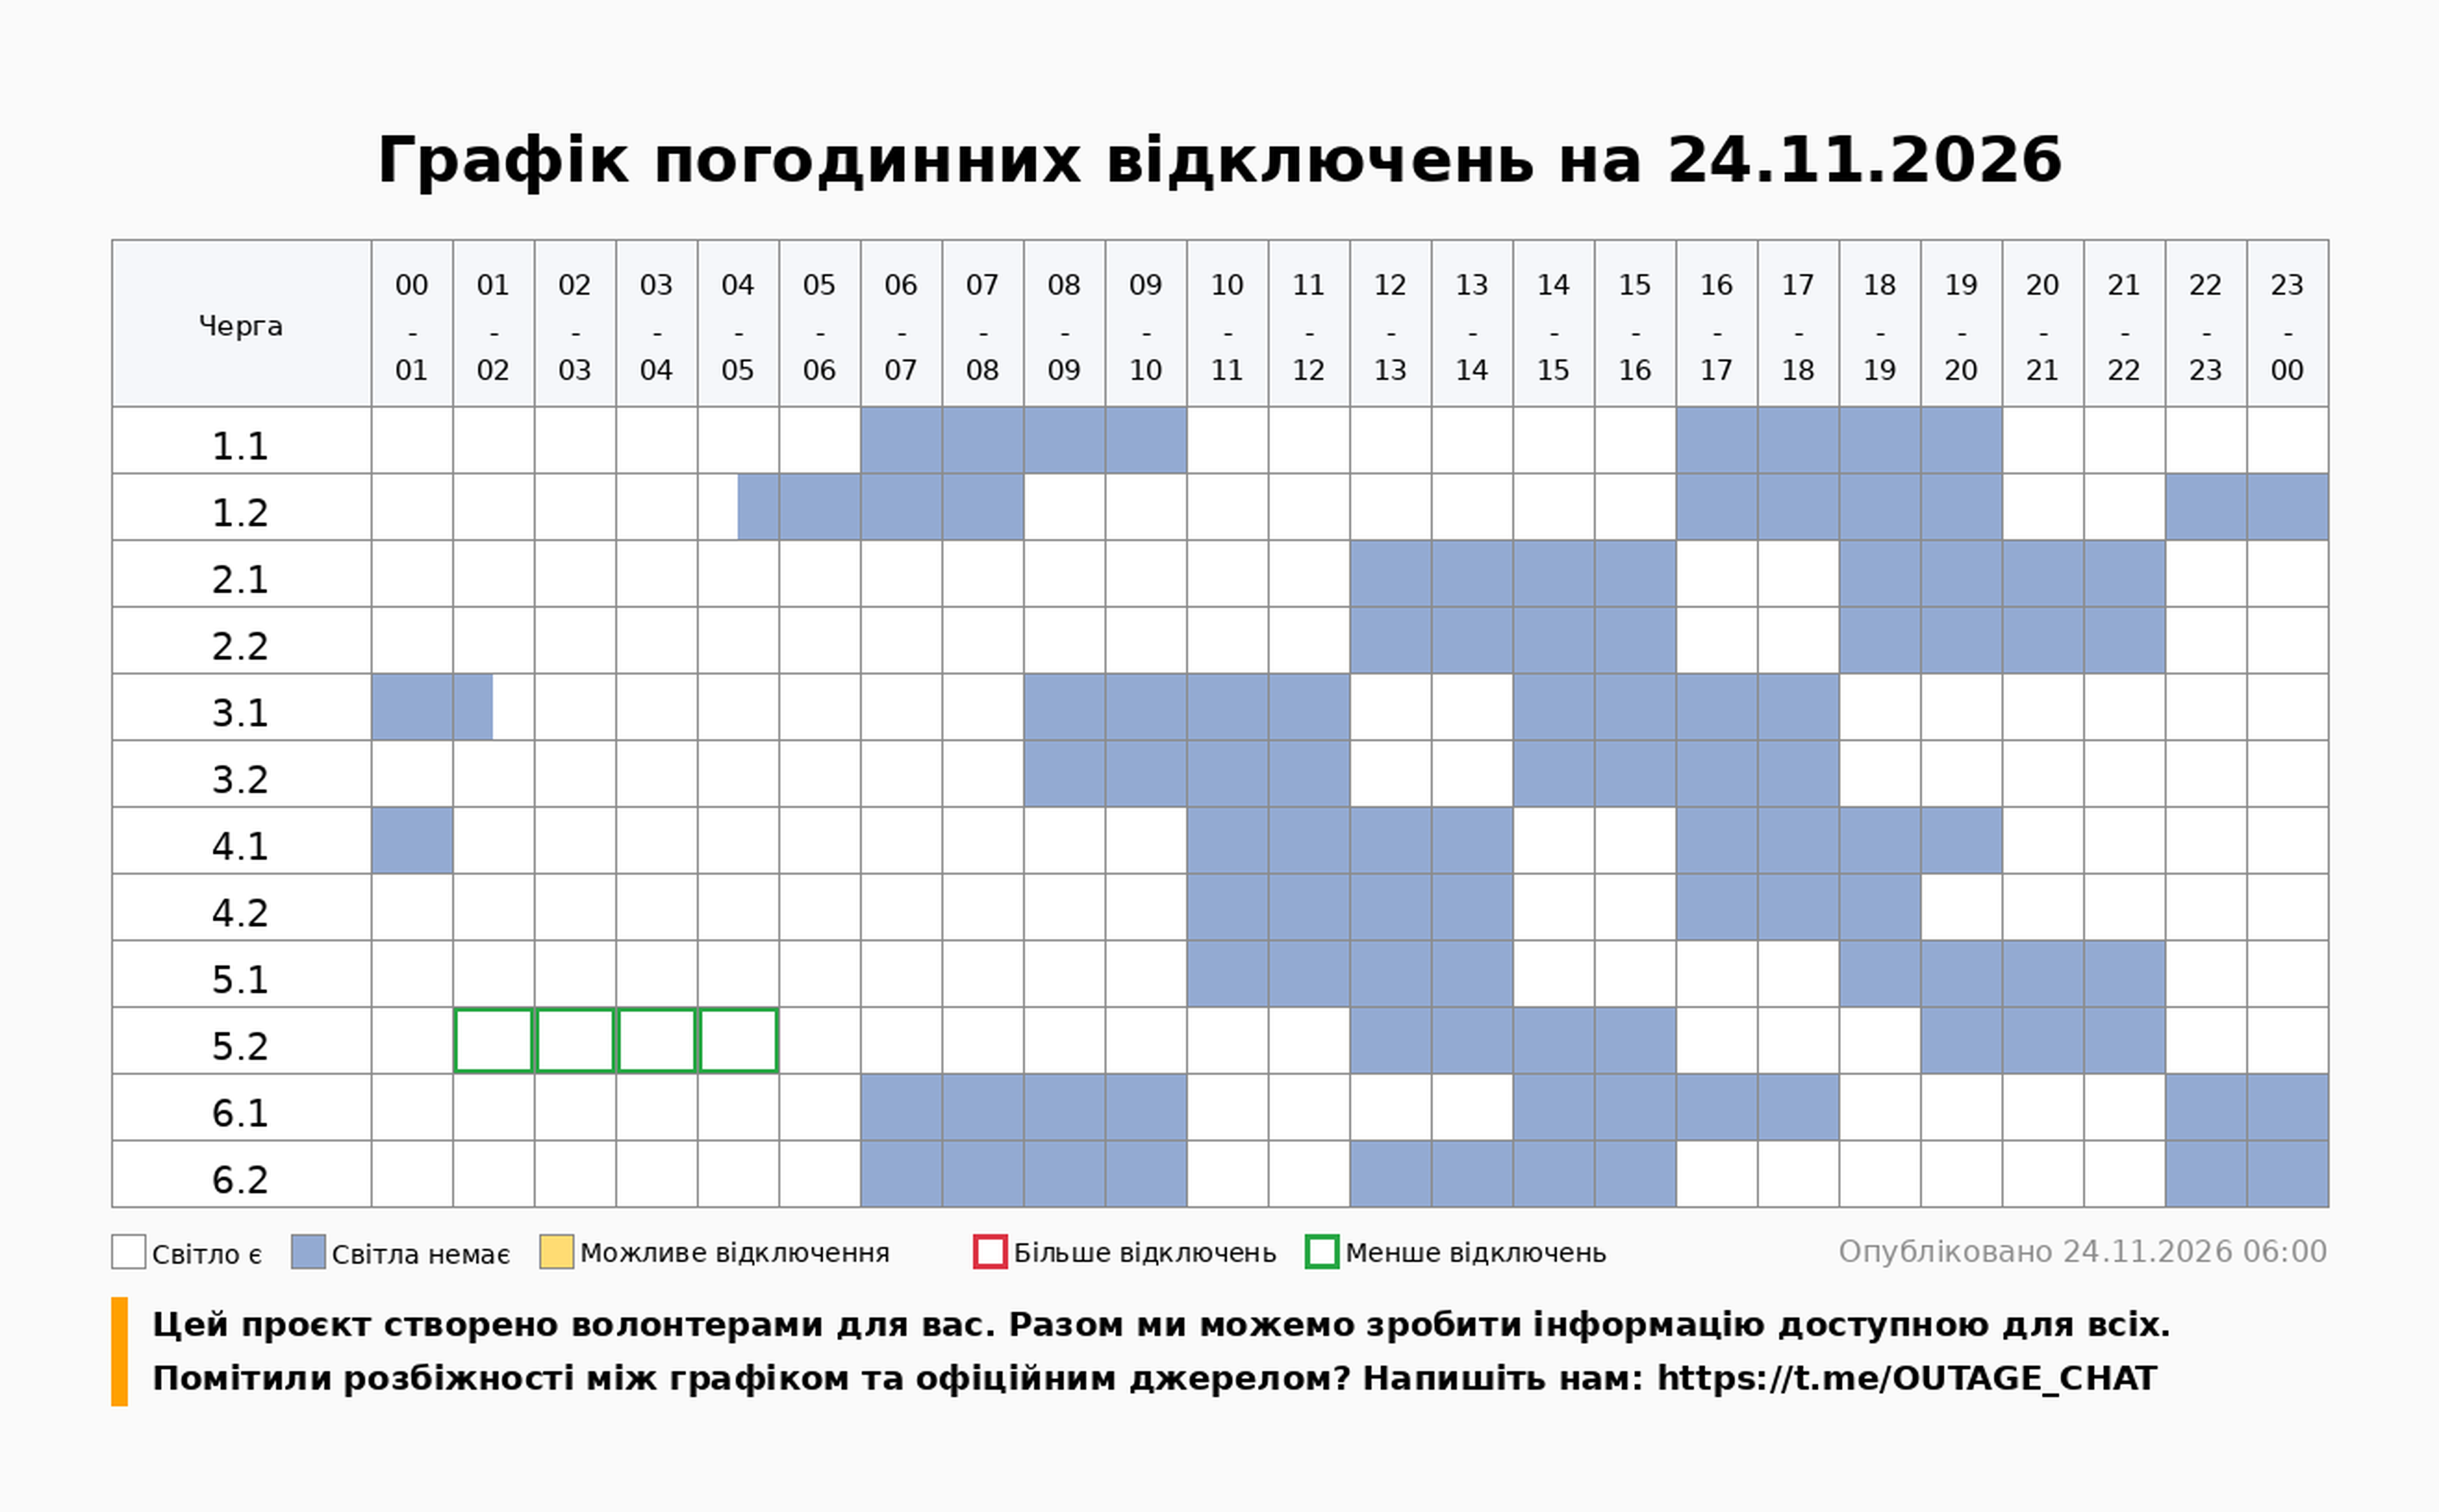 Графік погодинних відключень на 24.11.2026
Черга
00 - 01
01 - 02
02 - 03
03 - 04
04 - 05
05 - 06
06 - 07
07 - 08
08 - 09
09 - 10
10 - 11
11 - 12
12 - 13
13 - 14
14 - 15
15 - 16
16 - 17
17 - 18
18 - 19
19 - 20
20 - 21
21 - 22
22 - 23
23 - 00
1.1
1.2
2.1
2.2
3.1
3.2
4.1
4.2
5.1
5.2
6.1
6.2
Світло є
Світла немає
Можливе відключення
Більше відключень
Менше відключень
Опубліковано 24.11.2026 06:00
Цей проєкт створено волонтерами для вас. Разом ми можемо зробити інформацію доступною для всіх.
Помітили розбіжності між графіком та офіційним джерелом? Напишіть нам: https://t.me/OUTAGE_CHAT